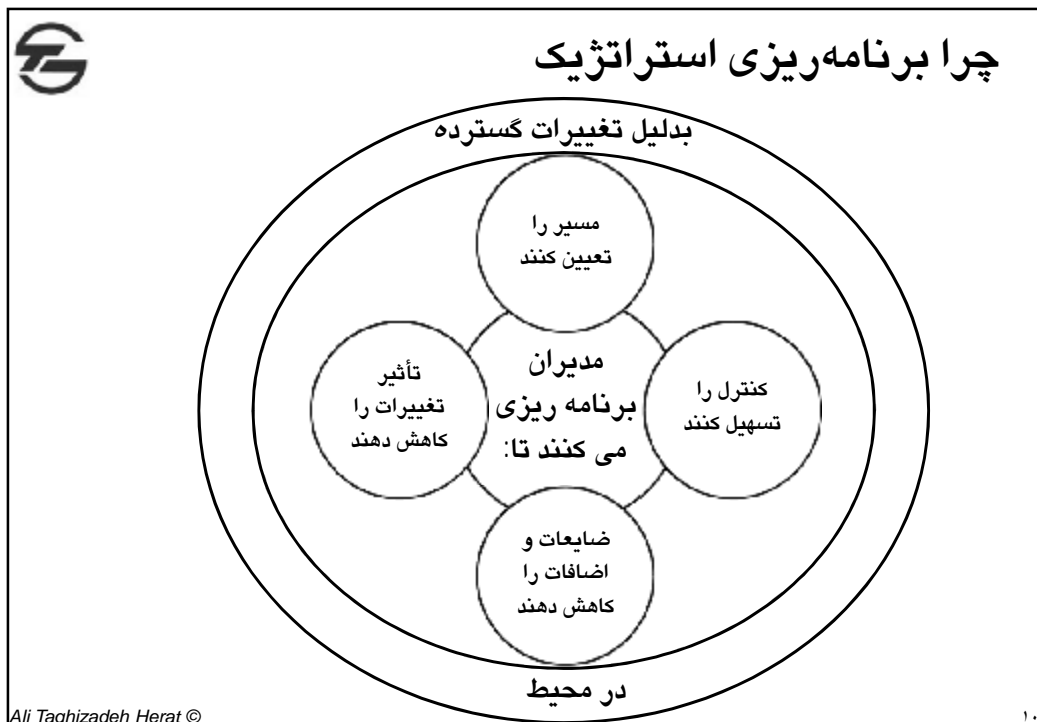 چرا برنامه‌ریزی استراتژیک
بدلیل تغییرات گسترده
مسیر را
تعیین کنند
کنترل را
تسهیل کنند
مدیران
برنامه ریزی
می کنند تا:
تأثیر
تغییرات را
کاهش دهند
ضایعات و
اضافات را
کاهش دهند
در محیط
Ali Taghizadeh Herat ©
۱۰